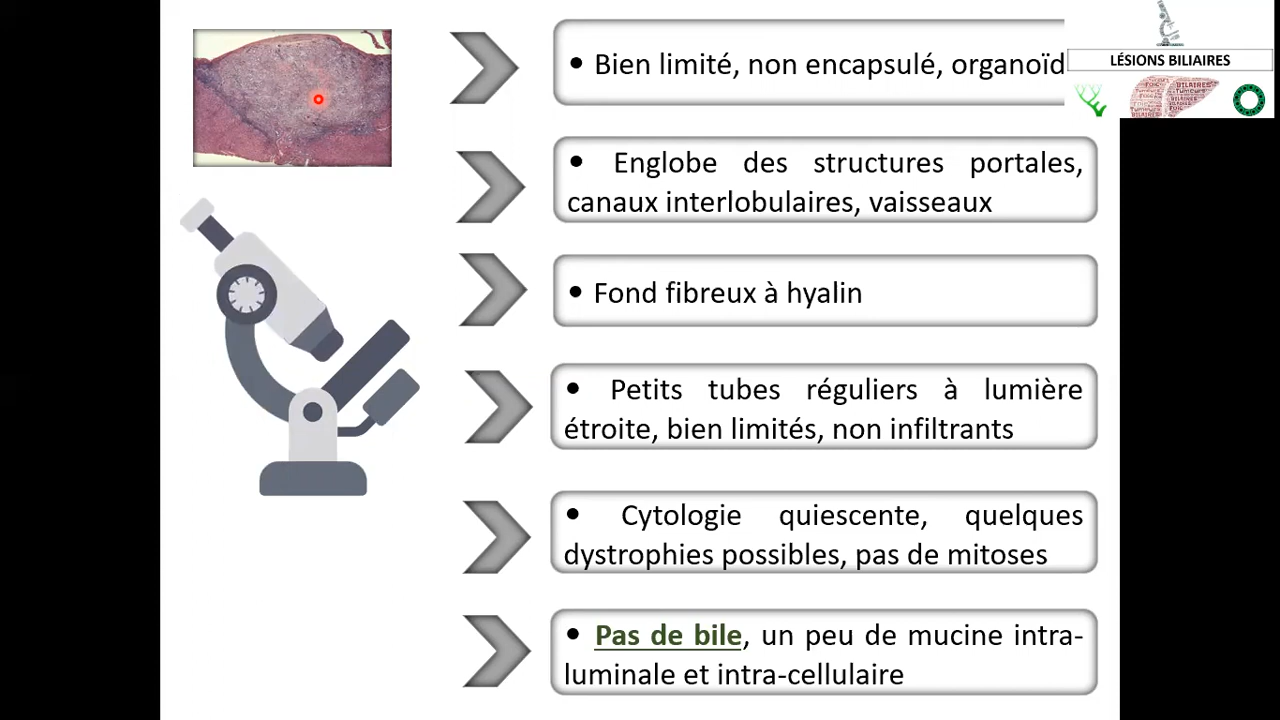 • Bien limité, non encapsulé, organoïd
LÉSIONS BILIAIRES
• Englobe des structures portales,
canaux interlobulaires, vaisseaux
• Fond fibreux à hyalin
• Petits tubes réguliers à lumière
étroite, bien limités, non infiltrants
• Cytologie quiescente, quelques
dystrophies possibles, pas de mitoses
• Pas de bile, un peu de mucine intra-
luminale et intra-cellulaire